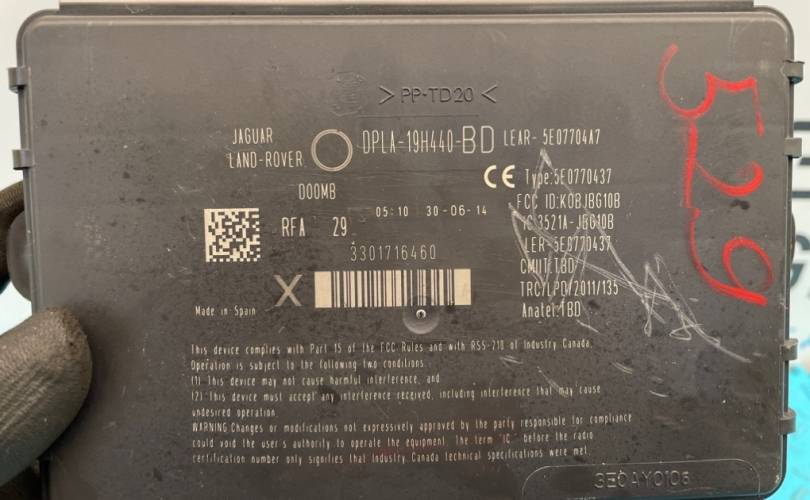 > PP-TD20 <
JAGUAR
LAND-ROVER
DPLA-19H440-BD
LEAR- 5E07704A7
Type:5E0770437
FCC ID:KOBJBG10B
IC:3521A-JBG10B
LER-5E0770437
CMIIT:TBD
TRC/LPD/2011/135
Anatel:TBD
CE
D00MB
RFA 29
05:10 30-06-14
3301716460
X
Made in Spain
This device complies with Part 15 of the FCC Rules and with RSS-210 of Industry Canada.
Operation is subject to the following two conditions:
(1) This device may not cause harmful interference, and
(2) This device must accept any interference received, including interference that may cause
undesired operation
WARNING:Changes or modifications not expressively approved by the party responsible for compliance
could void the user's authority to operate the equipment. The term "IC" before the radio
certification number only signifies that Industry Canada technical specifications were met.
529